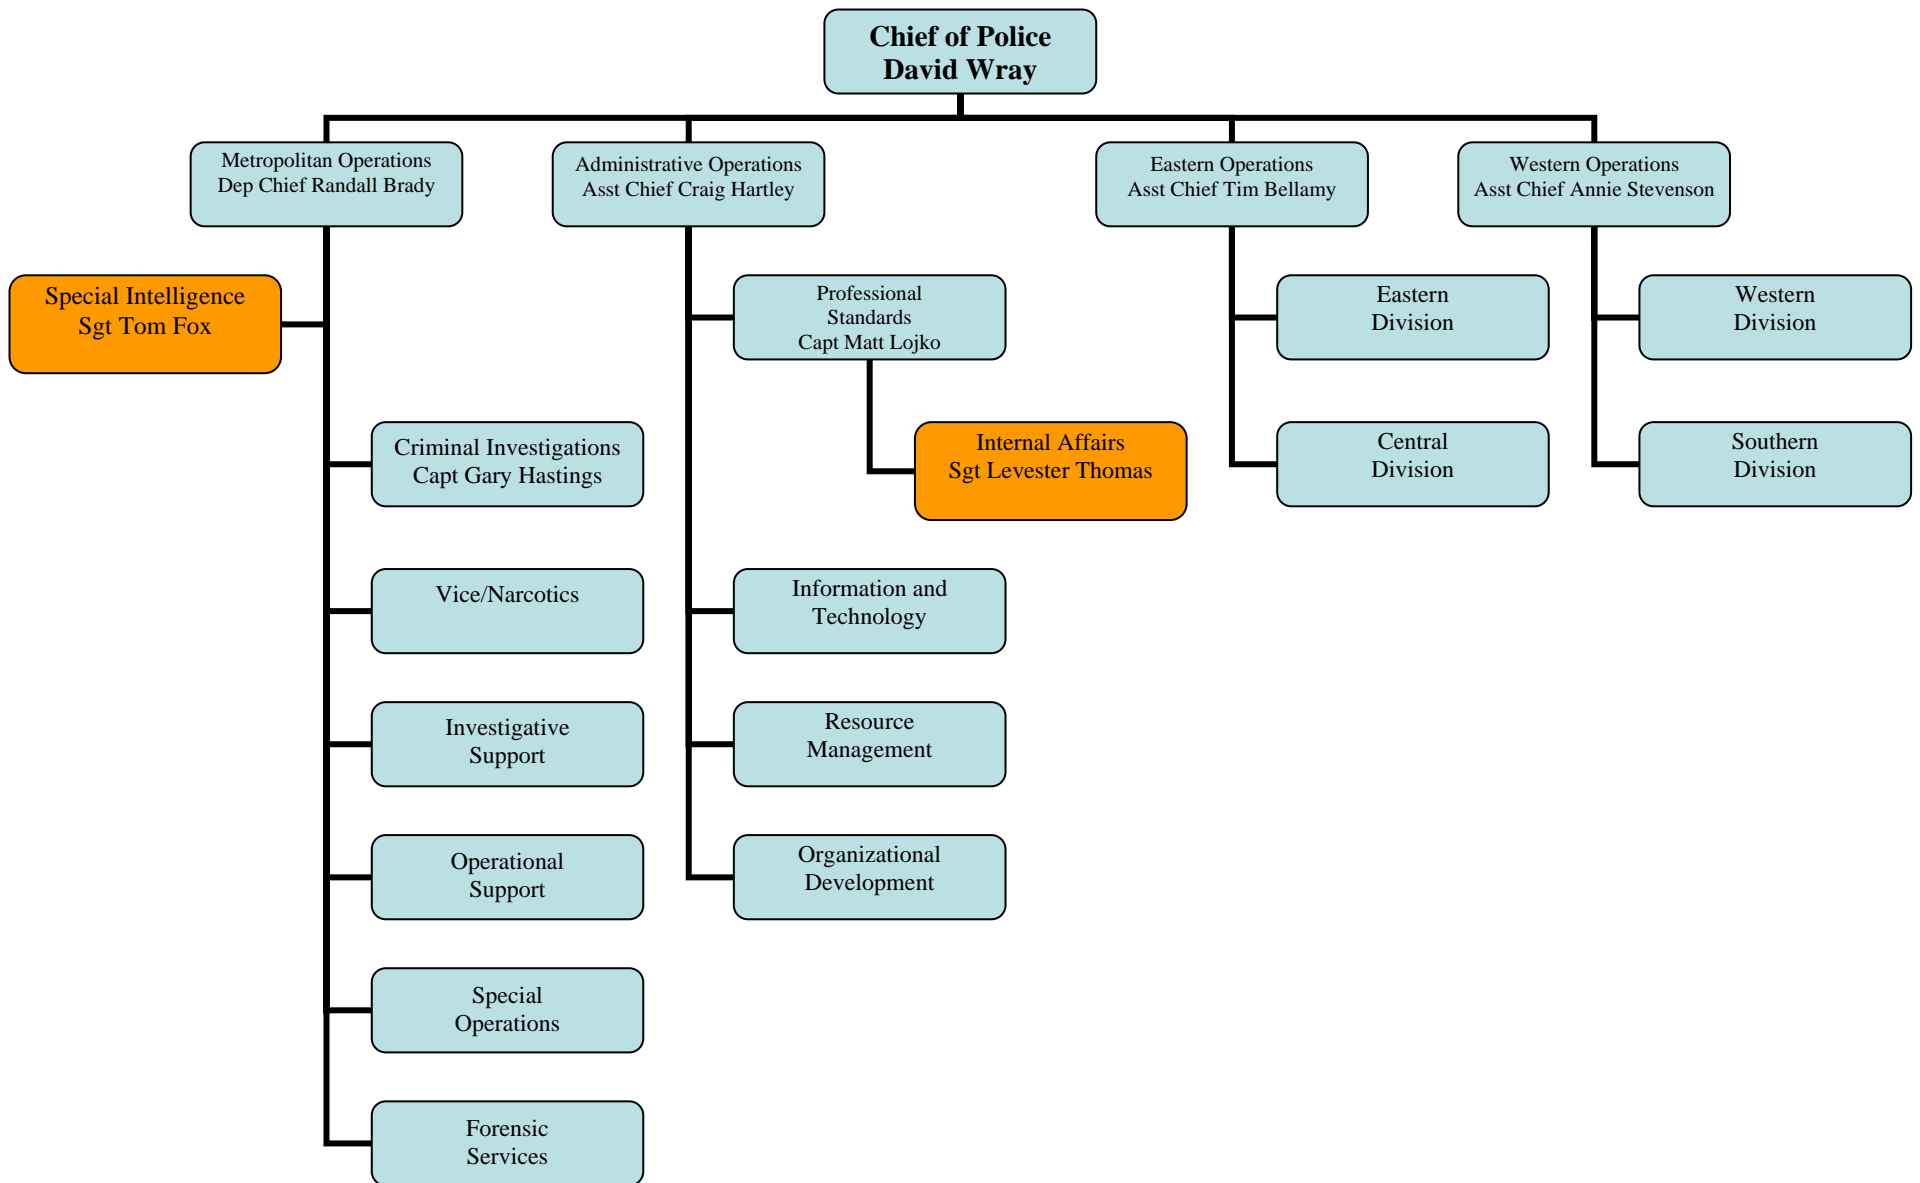 Chief of Police
David Wray
Metropolitan Operations
Dep Chief Randall Brady
Administrative Operations
Asst Chief Craig Hartley
Eastern Operations
Asst Chief Tim Bellamy
Western Operations
Asst Chief Annie Stevenson
Special Intelligence
Sgt Tom Fox
Professional
Standards
Capt Matt Lojko
Eastern
Division
Western
Division
Criminal Investigations
Capt Gary Hastings
Internal Affairs
Sgt Levester Thomas
Central
Division
Southern
Division
Vice/Narcotics
Information and
Technology
Investigative
Support
Resource
Management
Operational
Support
Organizational
Development
Special
Operations
Forensic
Services